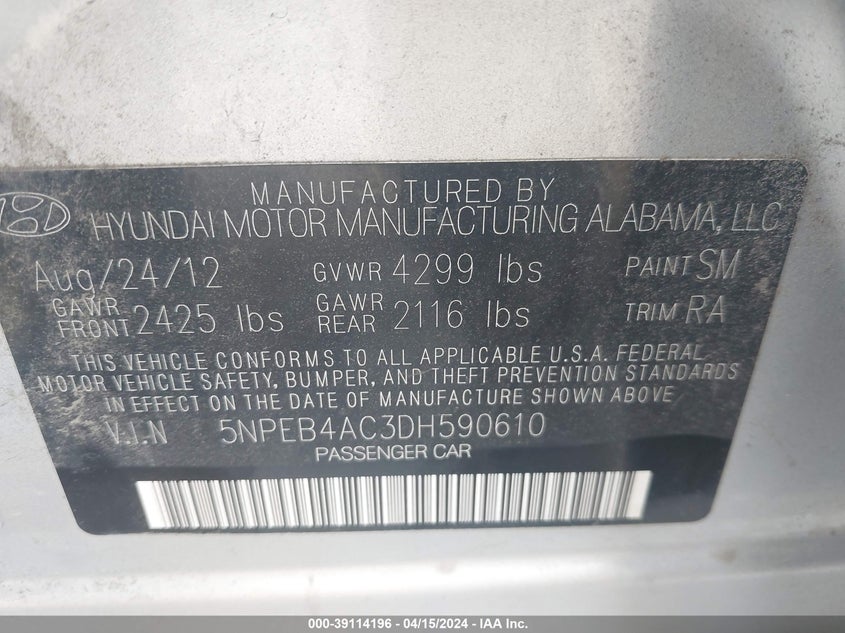 MANUFACTURED BY
HYUNDAI MOTOR MANUFACTURING ALABAMA, LLC
Aug/24/12 GVWR 4299 lbs PAINT SM
GAWR FRONT 2425 lbs GAWR REAR 2116 lbs TRIM RA
THIS VEHICLE CONFORMS TO ALL APPLICABLE U.S.A. FEDERAL
MOTOR VEHICLE SAFETY, BUMPER, AND THEFT PREVENTION STANDARDS
IN EFFECT ON THE DATE OF MANUFACTURE SHOWN ABOVE
V.I.N 5NPEB4AC3DH590610
PASSENGER CAR
000-39114196 - 04/15/2024 - IAA Inc.